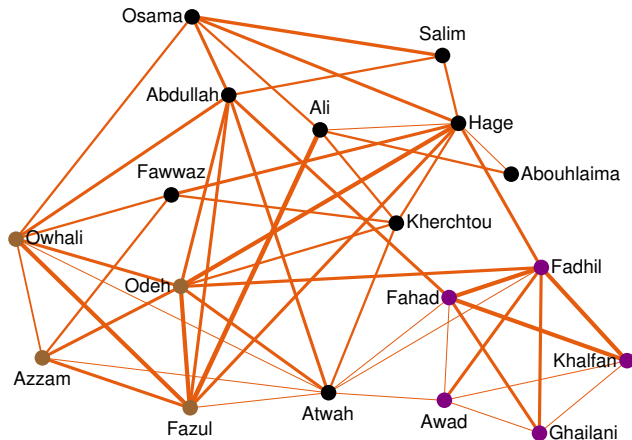 Osama
Salim
Abdullah
Ali
Hage
Fawwaz
Abouhlaima
Owhali
Kherchtou
Odeh
Fadhil
Fahad
Khalfan
Azzam
Fazul
Atwah
Awad
Ghailani